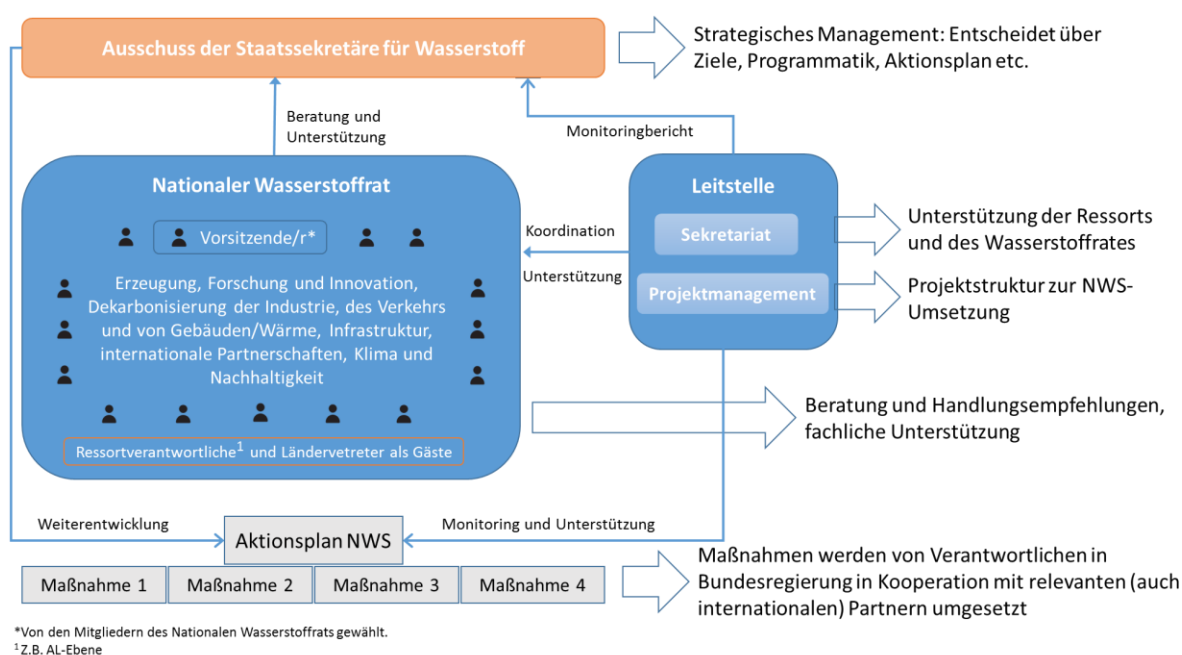 Ausschuss der Staatssekretäre für Wasserstoff
Strategisches Management: Entscheidet über
Ziele, Programmatik, Aktionsplan etc.
Beratung und
Unterstützung
Monitoringbericht
Nationaler Wasserstoffrat
Vorsitzende/r*
Erzeugung, Forschung und Innovation,
Dekarbonisierung der Industrie, des Verkehrs
und von Gebäuden/Wärme, Infrastruktur,
internationale Partnerschaften, Klima und
Nachhaltigkeit
Ressortverantwortliche¹ und Ländervetreter als Gäste
Koordination
Unterstützung
Leitstelle
Sekretariat
Projektmanagement
Unterstützung der Ressorts
und des Wasserstoffrates
Projektstruktur zur NWS-
Umsetzung
Beratung und Handlungsempfehlungen,
fachliche Unterstützung
Weiterentwicklung
Aktionsplan NWS
Monitoring und Unterstützung
Maßnahme 1
Maßnahme 2
Maßnahme 3
Maßnahme 4
Maßnahmen werden von Verantwortlichen in
Bundesregierung in Kooperation mit relevanten (auch
internationalen) Partnern umgesetzt
*Von den Mitgliedern des Nationalen Wasserstoffrats gewählt.
¹ Z.B. AL-Ebene